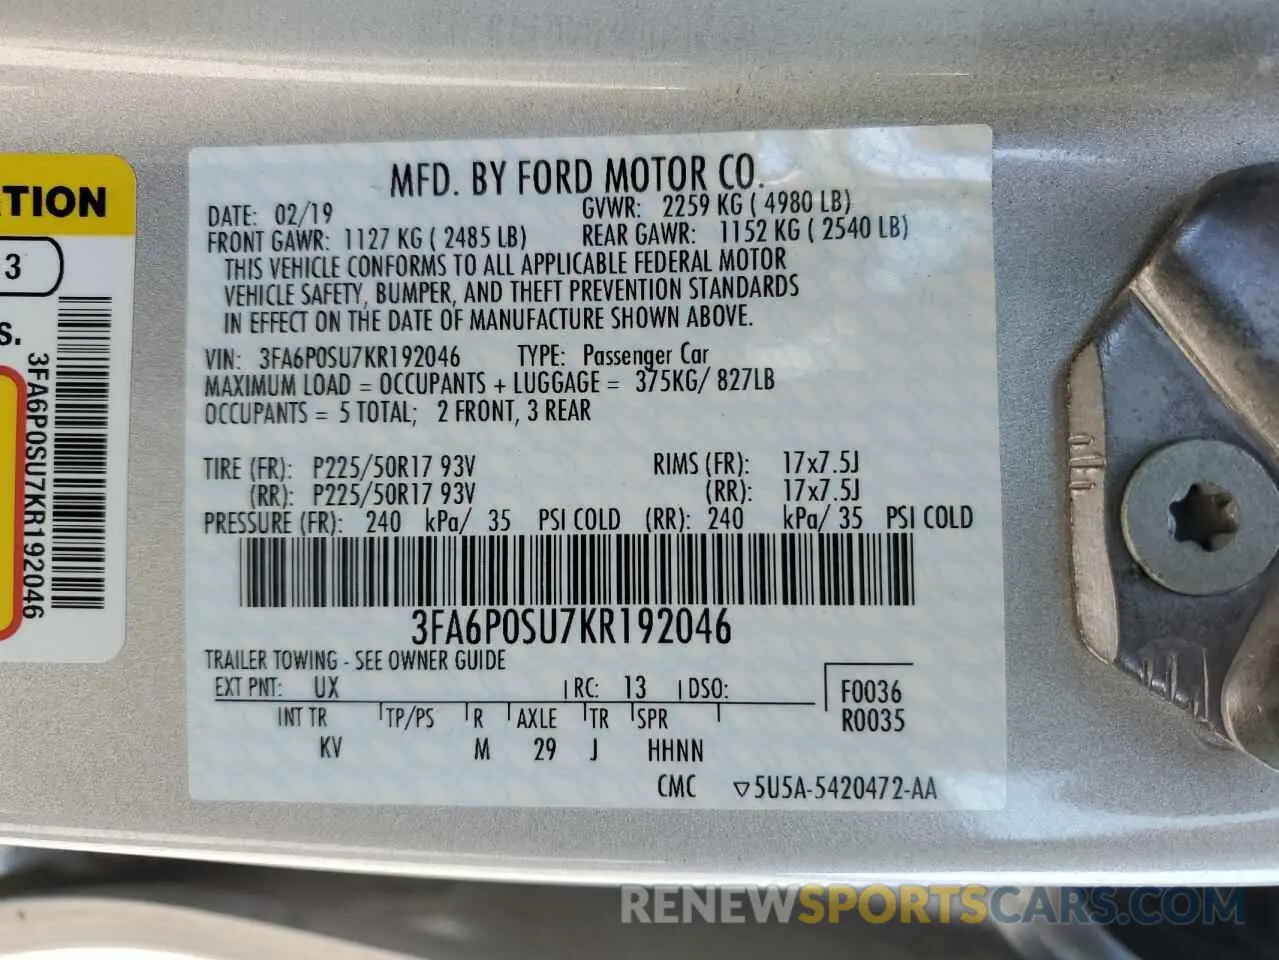 TION
3
S.
3FA6P0SU7KR192046
MFD. BY FORD MOTOR CO.
DATE: 02/19 GVWR: 2259 KG ( 4980 LB)
FRONT GAWR: 1127 KG ( 2485 LB) REAR GAWR: 1152 KG ( 2540 LB)
THIS VEHICLE CONFORMS TO ALL APPLICABLE FEDERAL MOTOR
VEHICLE SAFETY, BUMPER, AND THEFT PREVENTION STANDARDS
IN EFFECT ON THE DATE OF MANUFACTURE SHOWN ABOVE.
VIN: 3FA6P0SU7KR192046 TYPE: Passenger Car
MAXIMUM LOAD = OCCUPANTS + LUGGAGE = 375KG/ 827LB
OCCUPANTS = 5 TOTAL; 2 FRONT, 3 REAR
TIRE (FR): P225/50R17 93V RIMS (FR): 17x7.5J
(RR): P225/50R17 93V (RR): 17x7.5J
PRESSURE (FR): 240 kPa/ 35 PSI COLD (RR): 240 kPa/ 35 PSI COLD
3FA6P0SU7KR192046
TRAILER TOWING - SEE OWNER GUIDE
EXT PNT: UX RC: 13 DSO: F0036
R0035
INT TR TP/PS R AXLE TR SPR
KV M 29 J HHNN
CMC ▽5U5A-5420472-AA
RENEWSPORTSCARS.COM